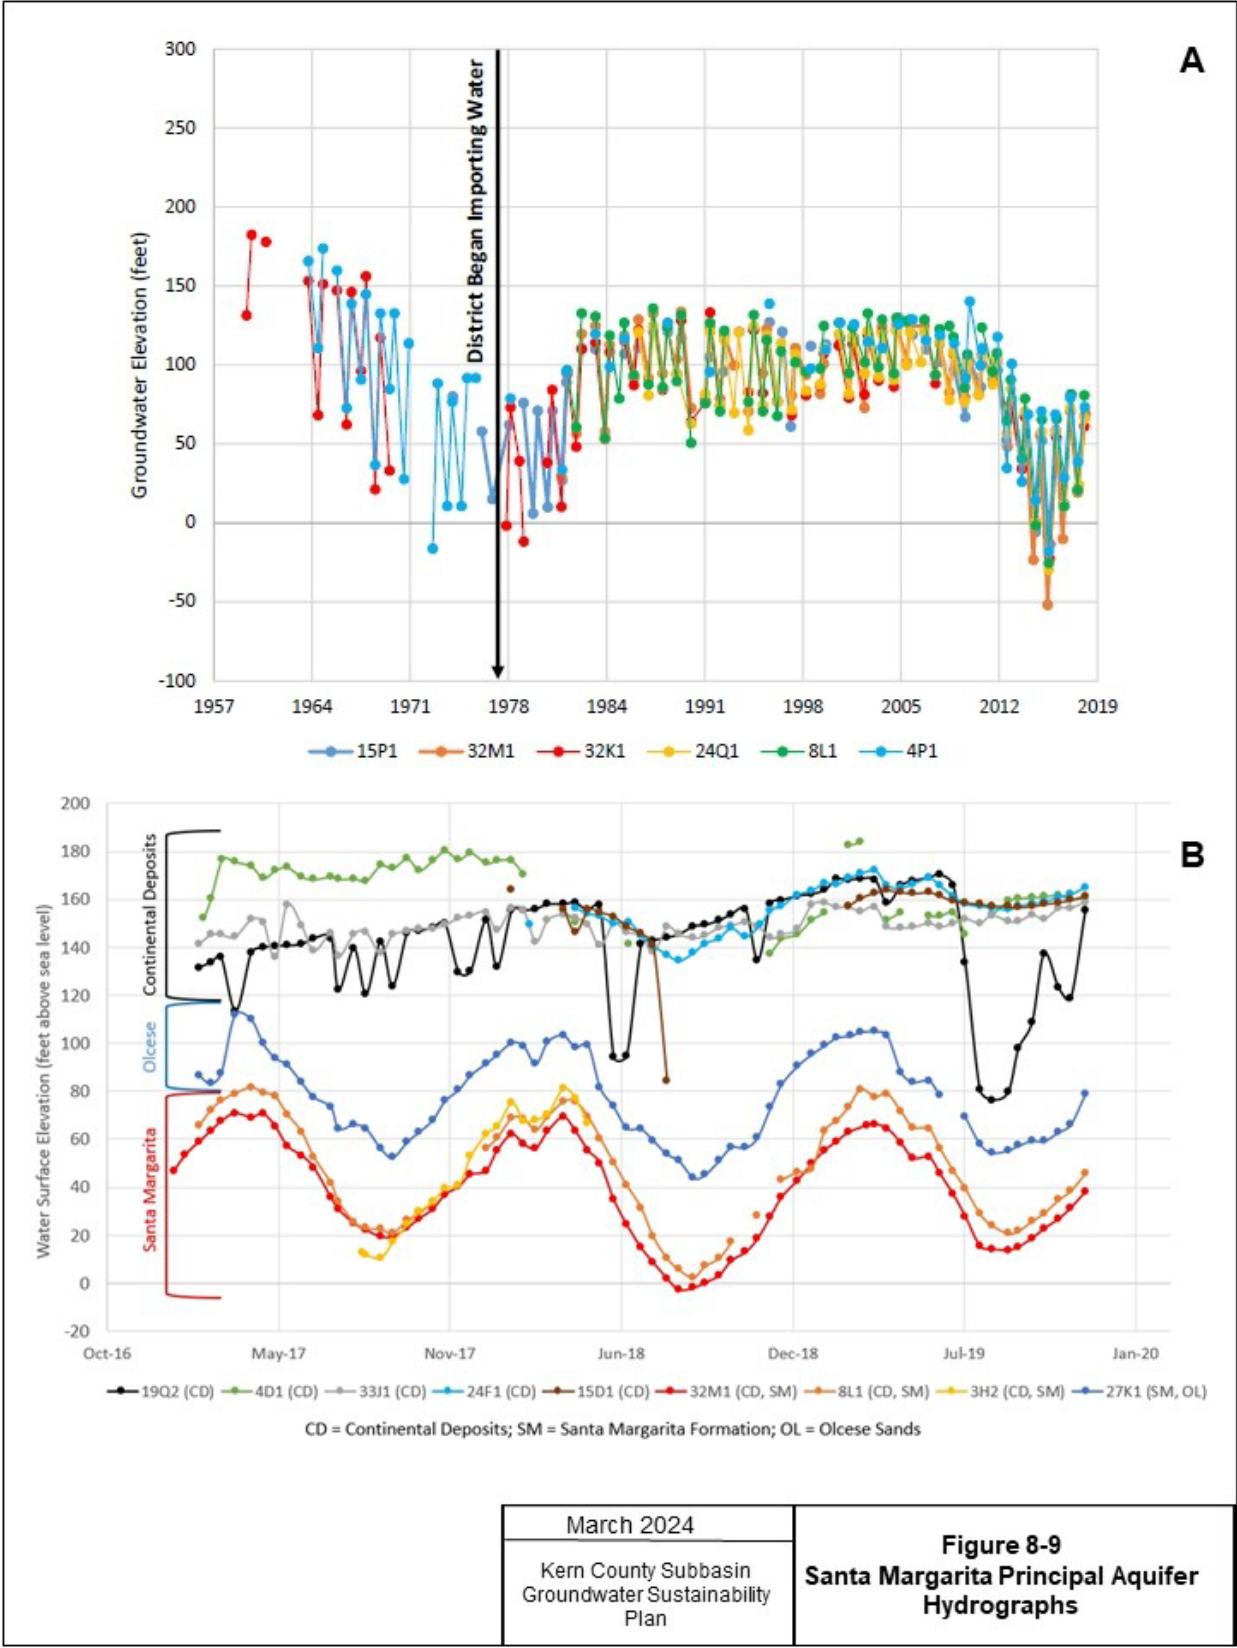 A
300
250
200
150
100
50
0
-50
-100
Groundwater Elevation (feet)
District Began Importing Water
1957 1964 1971 1978 1984 1991 1998 2005 2012 2019
15P1 32M1 32K1 24Q1 8L1 4P1
B
200
180
160
140
120
100
80
60
40
20
0
-20
Water Surface Elevation (feet above sea level)
Continental Deposits
Olcese
Santa Margarita
Oct-16 May-17 Nov-17 Jun-18 Dec-18 Jul-19 Jan-20
19Q2 (CD) 4D1 (CD) 33J1 (CD) 24F1 (CD) 15D1 (CD) 32M1 (CD, SM) 8L1 (CD, SM) 3H2 (CD, SM) 27K1 (SM, OL)
CD = Continental Deposits; SM = Santa Margarita Formation; OL = Olcese Sands
March 2024
Kern County Subbasin
Groundwater Sustainability
Plan
Figure 8-9
Santa Margarita Principal Aquifer
Hydrographs